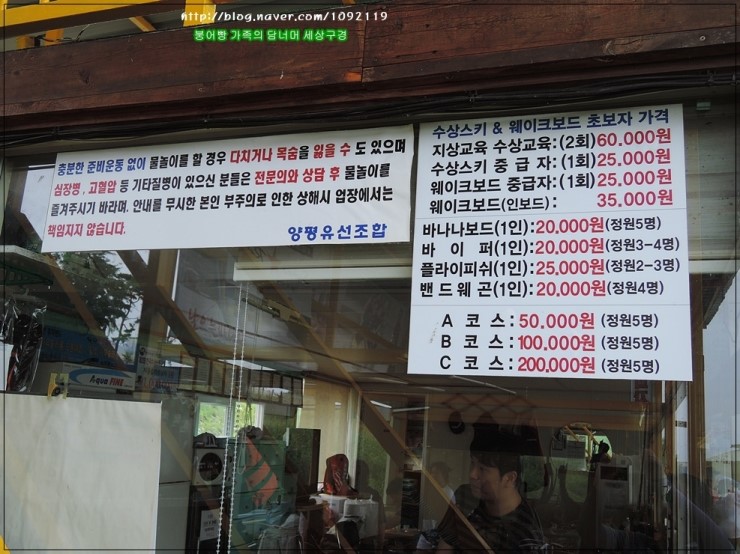 http://blog.naver.com/1092119
붕어빵 가족의 담너머 세상구경
충분한 준비운동 없이 물놀이를 할 경우 다치거나 목숨을 잃을 수 도 있으며
심장병, 고혈압 등 기타질병이 있으신 분들은 전문의와 상담 후 물놀이를
즐겨주시기 바라며. 안내를 무시한 본인 부주의로 인한 상해시 업장에서는
책임지지 않습니다.
양평유선조합
수상스키 & 웨이크보드 초보자 가격
지상교육 수상교육:(2회)60.000원
수상스키 중 급 자:(1회)25.000원
웨이크보드 중급자:(1회)25.000원
웨이크보드(인보드): 35.000원
바나나보드(1인):20.000원(정원5명)
바 이 퍼(1인):20.000원(정원3-4명)
플라이피쉬(1인):25.000원(정원2-3명)
밴드웨곤(1인):20.000원(정원4명)
A 코스: 50.000원 (정원5명)
B 코스: 100.000원 (정원5명)
C 코스: 200.000원 (정원5명)
Aqua FINE